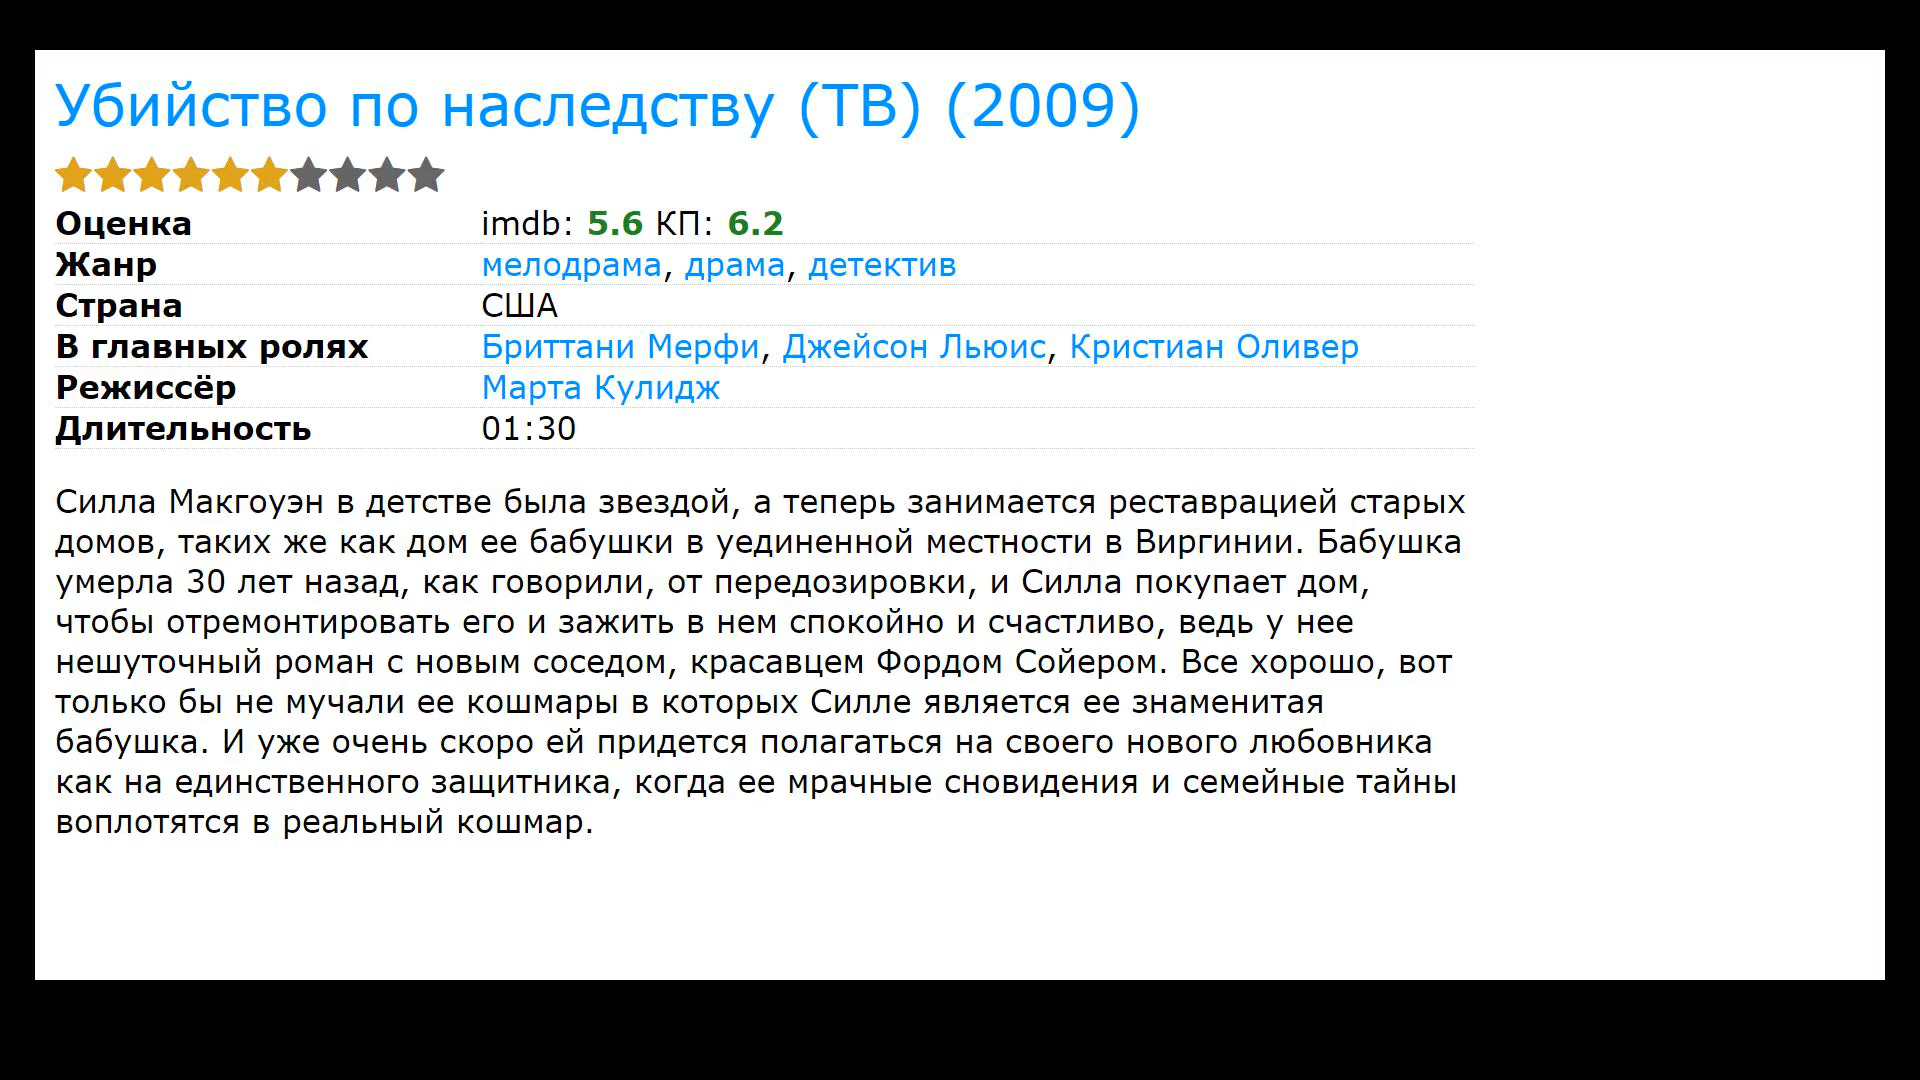 Убийство по наследству (ТВ) (2009)
Оценка imdb: 5.6 КП: 6.2
Жанр мелодрама, драма, детектив
Страна США
В главных ролях Бриттани Мерфи, Джейсон Льюис, Кристиан Оливер
Режиссёр Марта Кулидж
Длительность 01:30
Силла Макгоуэн в детстве была звездой, а теперь занимается реставрацией старых
домов, таких же как дом ее бабушки в уединенной местности в Виргинии. Бабушка
умерла 30 лет назад, как говорили, от передозировки, и Силла покупает дом,
чтобы отремонтировать его и зажить в нем спокойно и счастливо, ведь у нее
нешуточный роман с новым соседом, красавцем Фордом Сойером. Все хорошо, вот
только бы не мучали ее кошмары в которых Силле является ее знаменитая
бабушка. И уже очень скоро ей придется полагаться на своего нового любовника
как на единственного защитника, когда ее мрачные сновидения и семейные тайны
воплотятся в реальный кошмар.